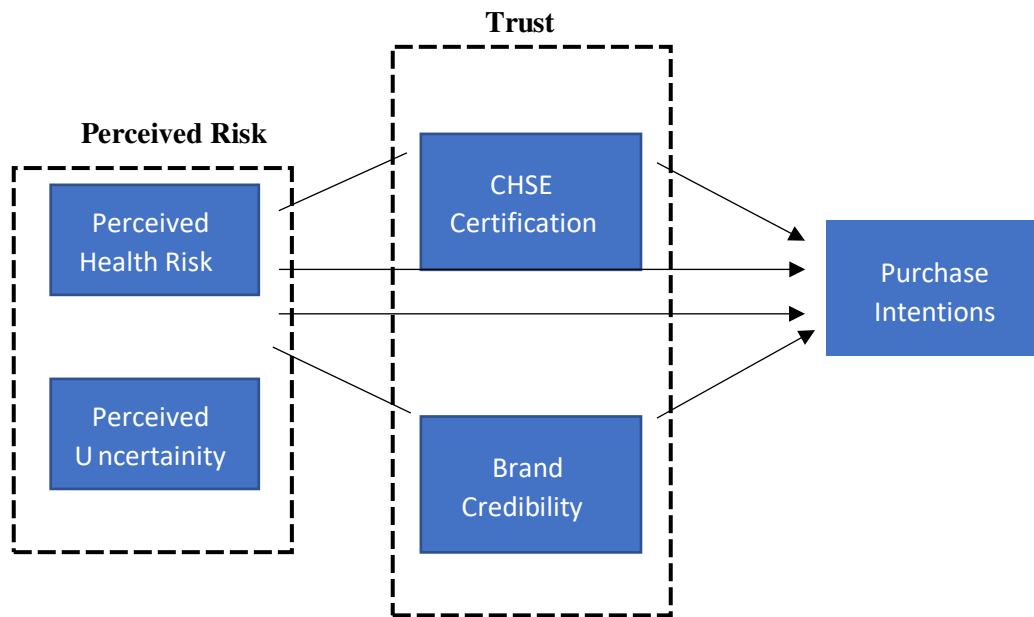 Trust
Perceived Risk
Perceived
Health Risk
Perceived
U ncertainity
CHSE
Certification
Brand
Credibility
Purchase
Intentions